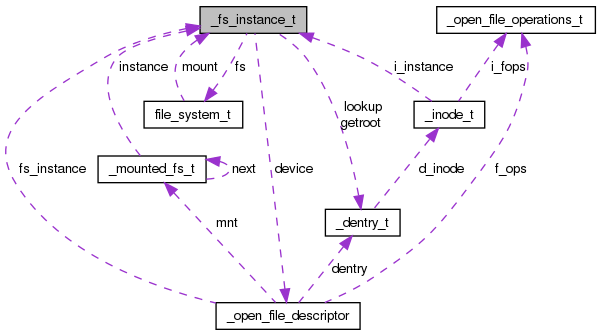 _fs_instance_t
_open_file_operations_t
instance
mount
fs
i_instance
i_fops
lookup
getroot
file_system_t
_inode_t
fs_instance
_mounted_fs_t
next
device
d_inode
f_ops
mnt
_dentry_t
dentry
_open_file_descriptor